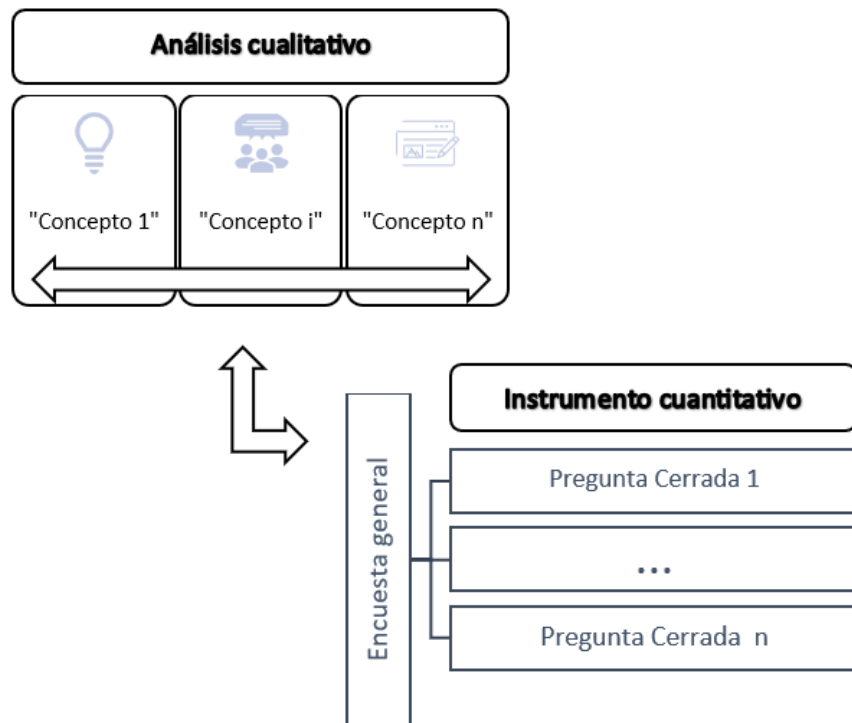 Análisis cualitativo
"Concepto 1"
"Concepto i"
"Concepto n"
Instrumento cuantitativo
Encuesta general
Pregunta Cerrada 1
...
Pregunta Cerrada n